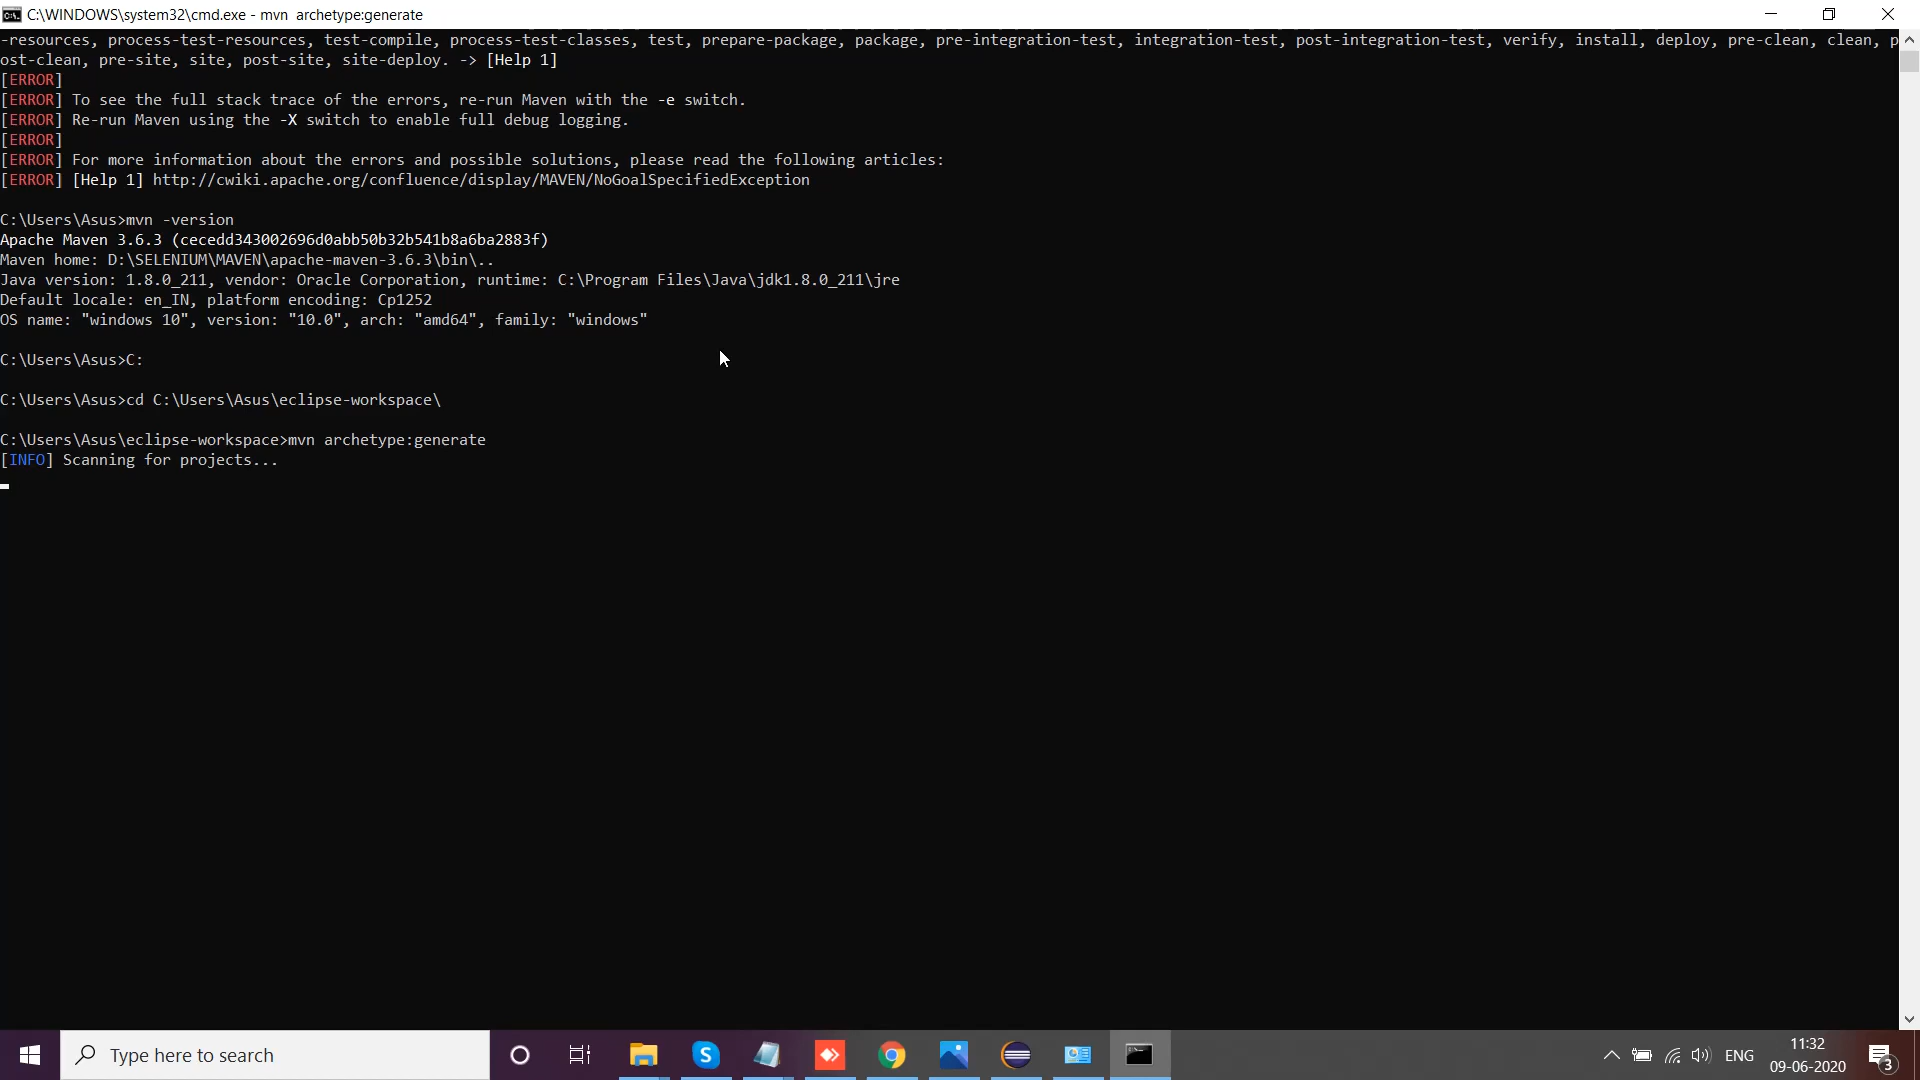 C:\WINDOWS\system32\cmd.exe - mvn  archetype:generate
-resources, process-test-resources, test-compile, process-test-classes, test, prepare-package, package, pre-integration-test, integration-test, post-integration-test, verify, install, deploy, pre-clean, clean, p
ost-clean, pre-site, site, post-site, site-deploy. -> [Help 1]
[ERROR]
[ERROR] To see the full stack trace of the errors, re-run Maven with the -e switch.
[ERROR] Re-run Maven using the -X switch to enable full debug logging.
[ERROR]
[ERROR] For more information about the errors and possible solutions, please read the following articles:
[ERROR] [Help 1] http://cwiki.apache.org/confluence/display/MAVEN/NoGoalSpecifiedException
C:\Users\Asus>mvn -version
Apache Maven 3.6.3 (cecedd343002696d0abb50b32b541b8a6ba2883f)
Maven home: D:\SELENIUM\MAVEN\apache-maven-3.6.3\bin\..
Java version: 1.8.0_211, vendor: Oracle Corporation, runtime: C:\Program Files\Java\jdk1.8.0_211\jre
Default locale: en_IN, platform encoding: Cp1252
OS name: "windows 10", version: "10.0", arch: "amd64", family: "windows"
C:\Users\Asus>C:
C:\Users\Asus>cd C:\Users\Asus\eclipse-workspace\
C:\Users\Asus\eclipse-workspace>mvn archetype:generate
[INFO] Scanning for projects...
Type here to search
ENG
11:32
09-06-2020
3